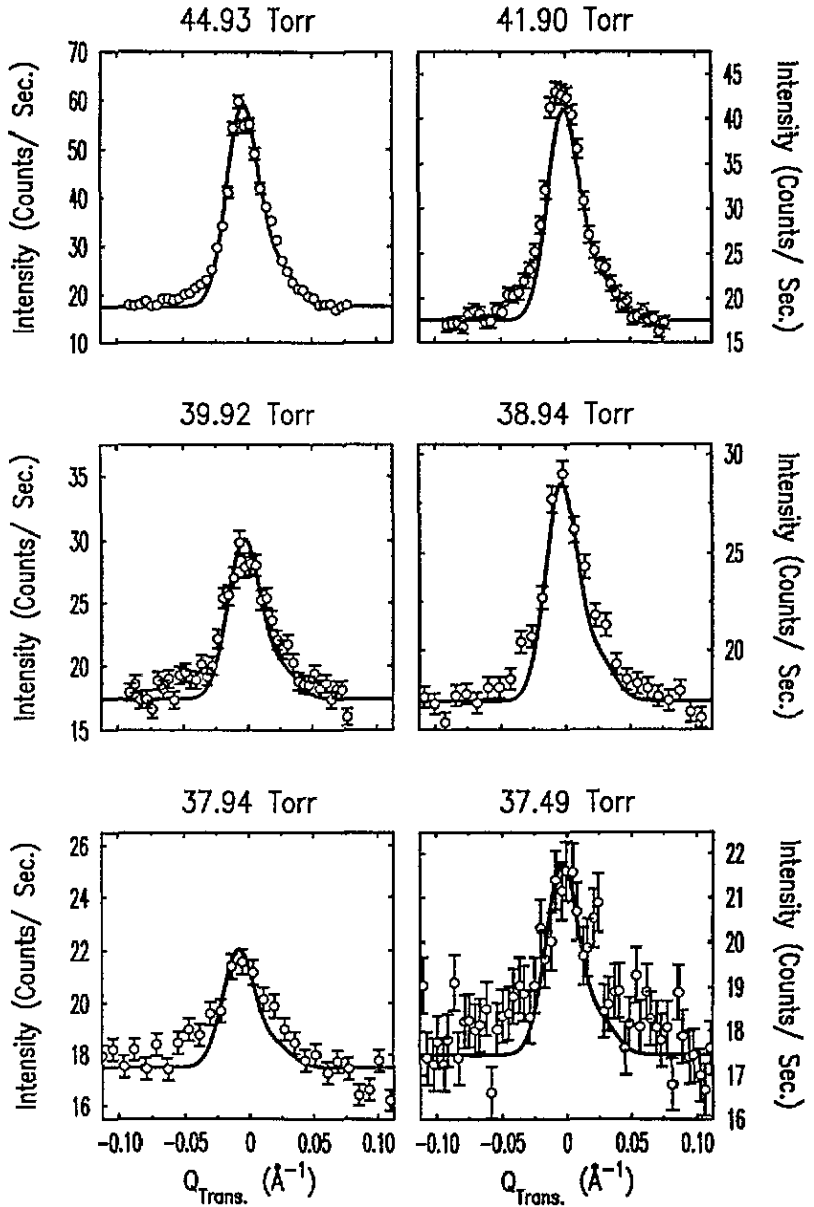 44.93 Torr
41.90 Torr
Intensity (Counts/ Sec.)
70
60
50
40
30
20
10
45
40
35
30
25
20
15
Intensity (Counts/ Sec.)
39.92 Torr
38.94 Torr
Intensity (Counts/ Sec.)
35
30
25
20
15
30
25
20
Intensity (Counts/ Sec.)
37.94 Torr
37.49 Torr
Intensity (Counts/ Sec.)
26
24
22
20
18
16
22
21
20
19
18
17
16
Intensity (Counts/ Sec.)
-0.10 -0.05 0 0.05 0.10
-0.10 -0.05 0 0.05 0.10
Q Trans. (Å⁻¹)
Q Trans. (Å⁻¹)